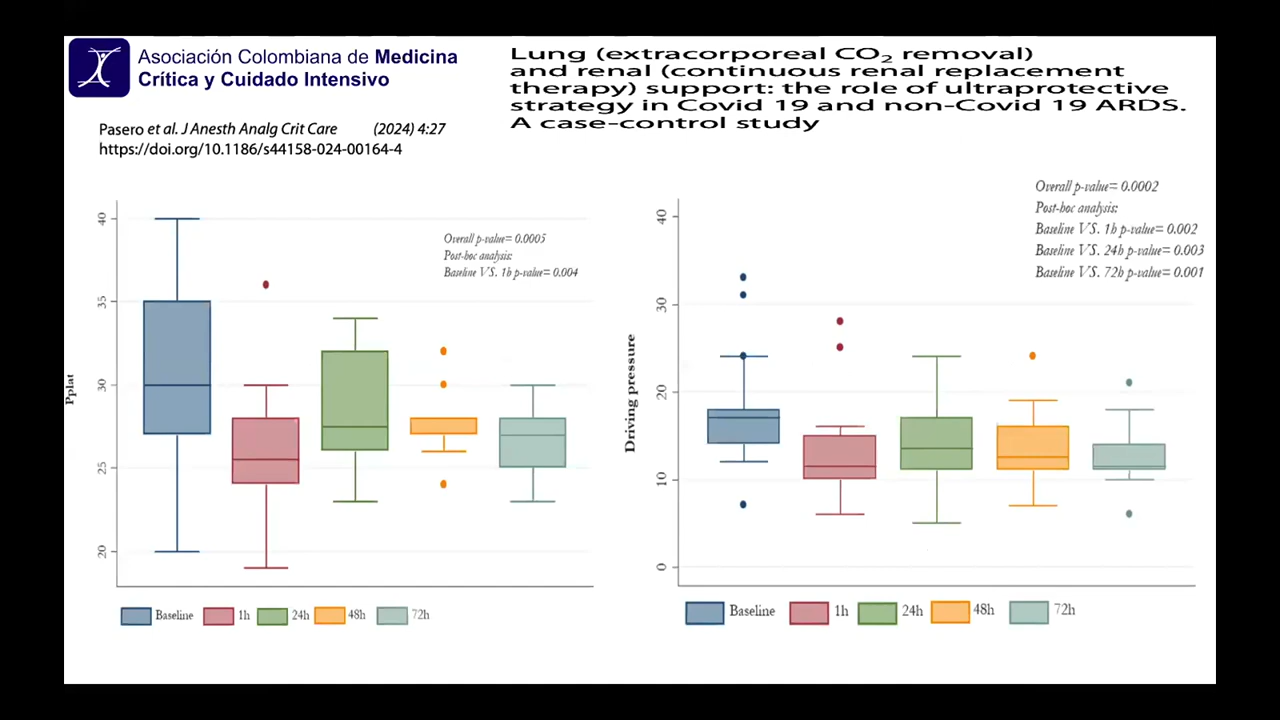 Asociación Colombiana de Medicina
Crítica y Cuidado Intensivo
Pasero et al. J Anesth Analg Crit Care (2024) 4:27
https://doi.org/10.1186/s44158-024-00164-4
Lung (extracorporeal CO₂ removal)
and renal (continuous renal replacement
therapy) support: the role of ultraprotective
strategy in Covid 19 and non-Covid 19 ARDS.
A case-control study
Overall p-value= 0.0005
Post-hoc analysis:
Baseline VS. 1h p-value= 0.004
Pplat
40
35
30
25
20
Baseline 1h 24h 48h 72h
Overall p-value= 0.0002
Post-hoc analysis:
Baseline VS. 1h p-value= 0.002
Baseline VS. 24h p-value= 0.003
Baseline VS. 72h p-value= 0.001
Driving pressure
40
30
20
10
0
Baseline 1h 24h 48h 72h